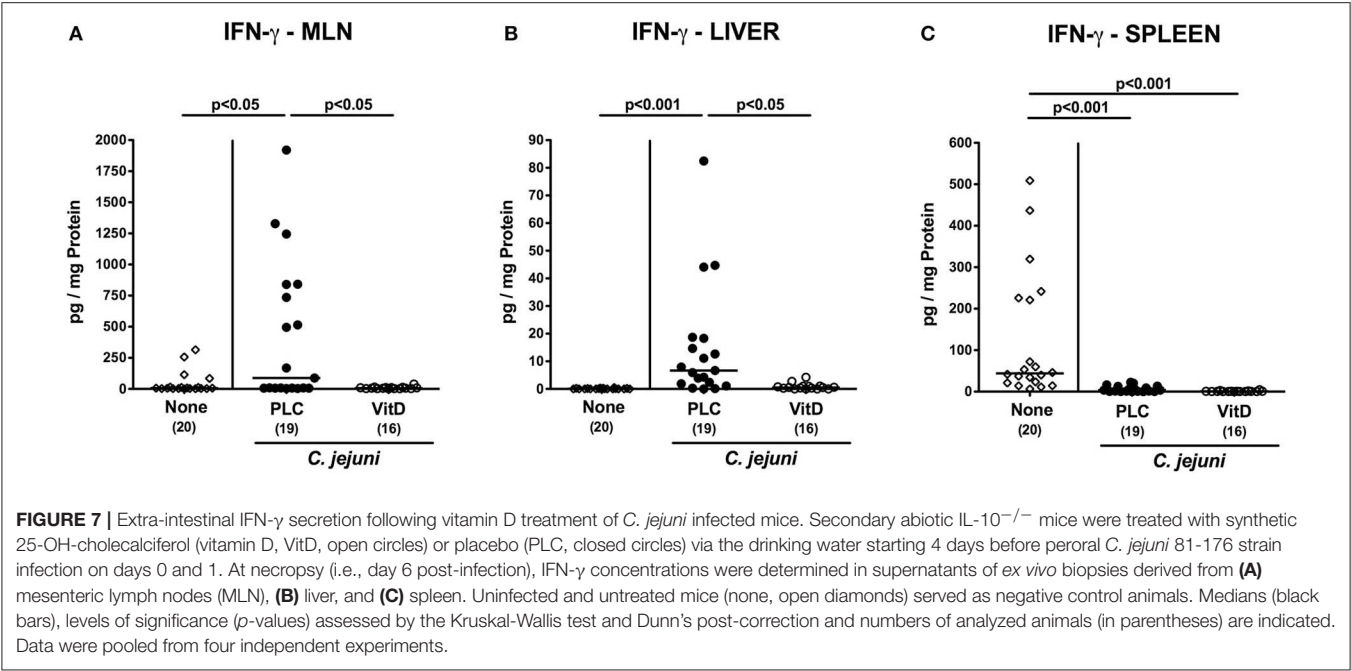 A
IFN-γ - MLN
p<0.05
p<0.05
pg / mg Protein
2000
1750
1500
1250
1000
750
500
250
0
None
PLC
VitD
(20)
(19)
(16)
C. jejuni
B
IFN-γ - LIVER
p<0.001
p<0.05
pg / mg Protein
90
80
70
60
50
40
30
20
10
0
None
PLC
VitD
(20)
(19)
(16)
C. jejuni
C
IFN-γ - SPLEEN
p<0.001
p<0.001
pg / mg Protein
600
500
400
300
200
100
0
None
PLC
VitD
(20)
(19)
(16)
C. jejuni
FIGURE 7 | Extra-intestinal IFN-γ secretion following vitamin D treatment of C. jejuni infected mice. Secondary abiotic IL-10−/− mice were treated with synthetic
25-OH-cholecalciferol (vitamin D, VitD, open circles) or placebo (PLC, closed circles) via the drinking water starting 4 days before peroral C. jejuni 81-176 strain
infection on days 0 and 1. At necropsy (i.e., day 6 post-infection), IFN-γ concentrations were determined in supernatants of ex vivo biopsies derived from (A)
mesenteric lymph nodes (MLN), (B) liver, and (C) spleen. Uninfected and untreated mice (none, open diamonds) served as negative control animals. Medians (black
bars), levels of significance (p-values) assessed by the Kruskal-Wallis test and Dunn's post-correction and numbers of analyzed animals (in parentheses) are indicated.
Data were pooled from four independent experiments.